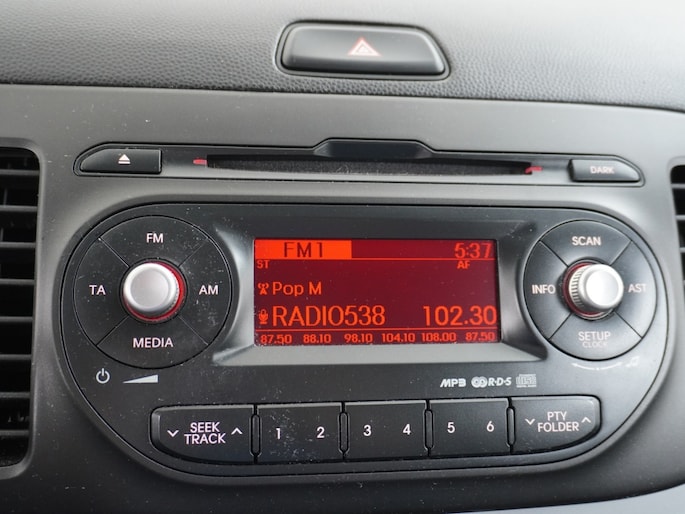 DARK
FM
TA
AM
MEDIA
FM1 5:37
ST AF
Pop M
RADIO538 102.30
87.50 88.10 98.10 104.10 108.00 87.50
SCAN
INFO
AST
SETUP
CLOCK
MP3 R·D·S
SEEK
TRACK
1 2 3 4 5 6
PTY
FOLDER